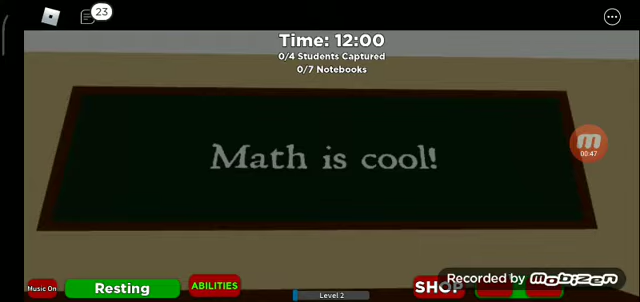 23
Time: 12:00
0/4 Students Captured
0/7 Notebooks
Math is cool!
00:47
Recorded by Mobizen
Music On
Resting
ABILITIES
Level 2
SHOP